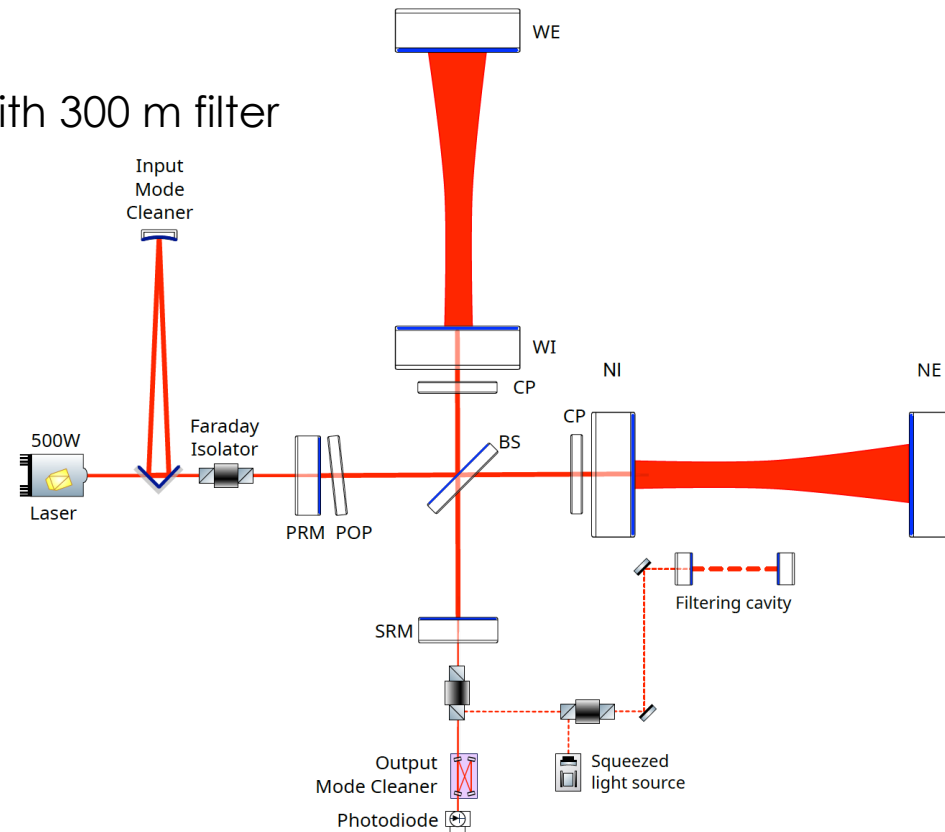 WE
ith 300 m filter
Input
Mode
Cleaner
WI
CP
NI
NE
CP
500W
Laser
Faraday
Isolator
BS
PRM
POP
Filtering cavity
SRM
Squeezed
light source
Output
Mode Cleaner
Photodiode